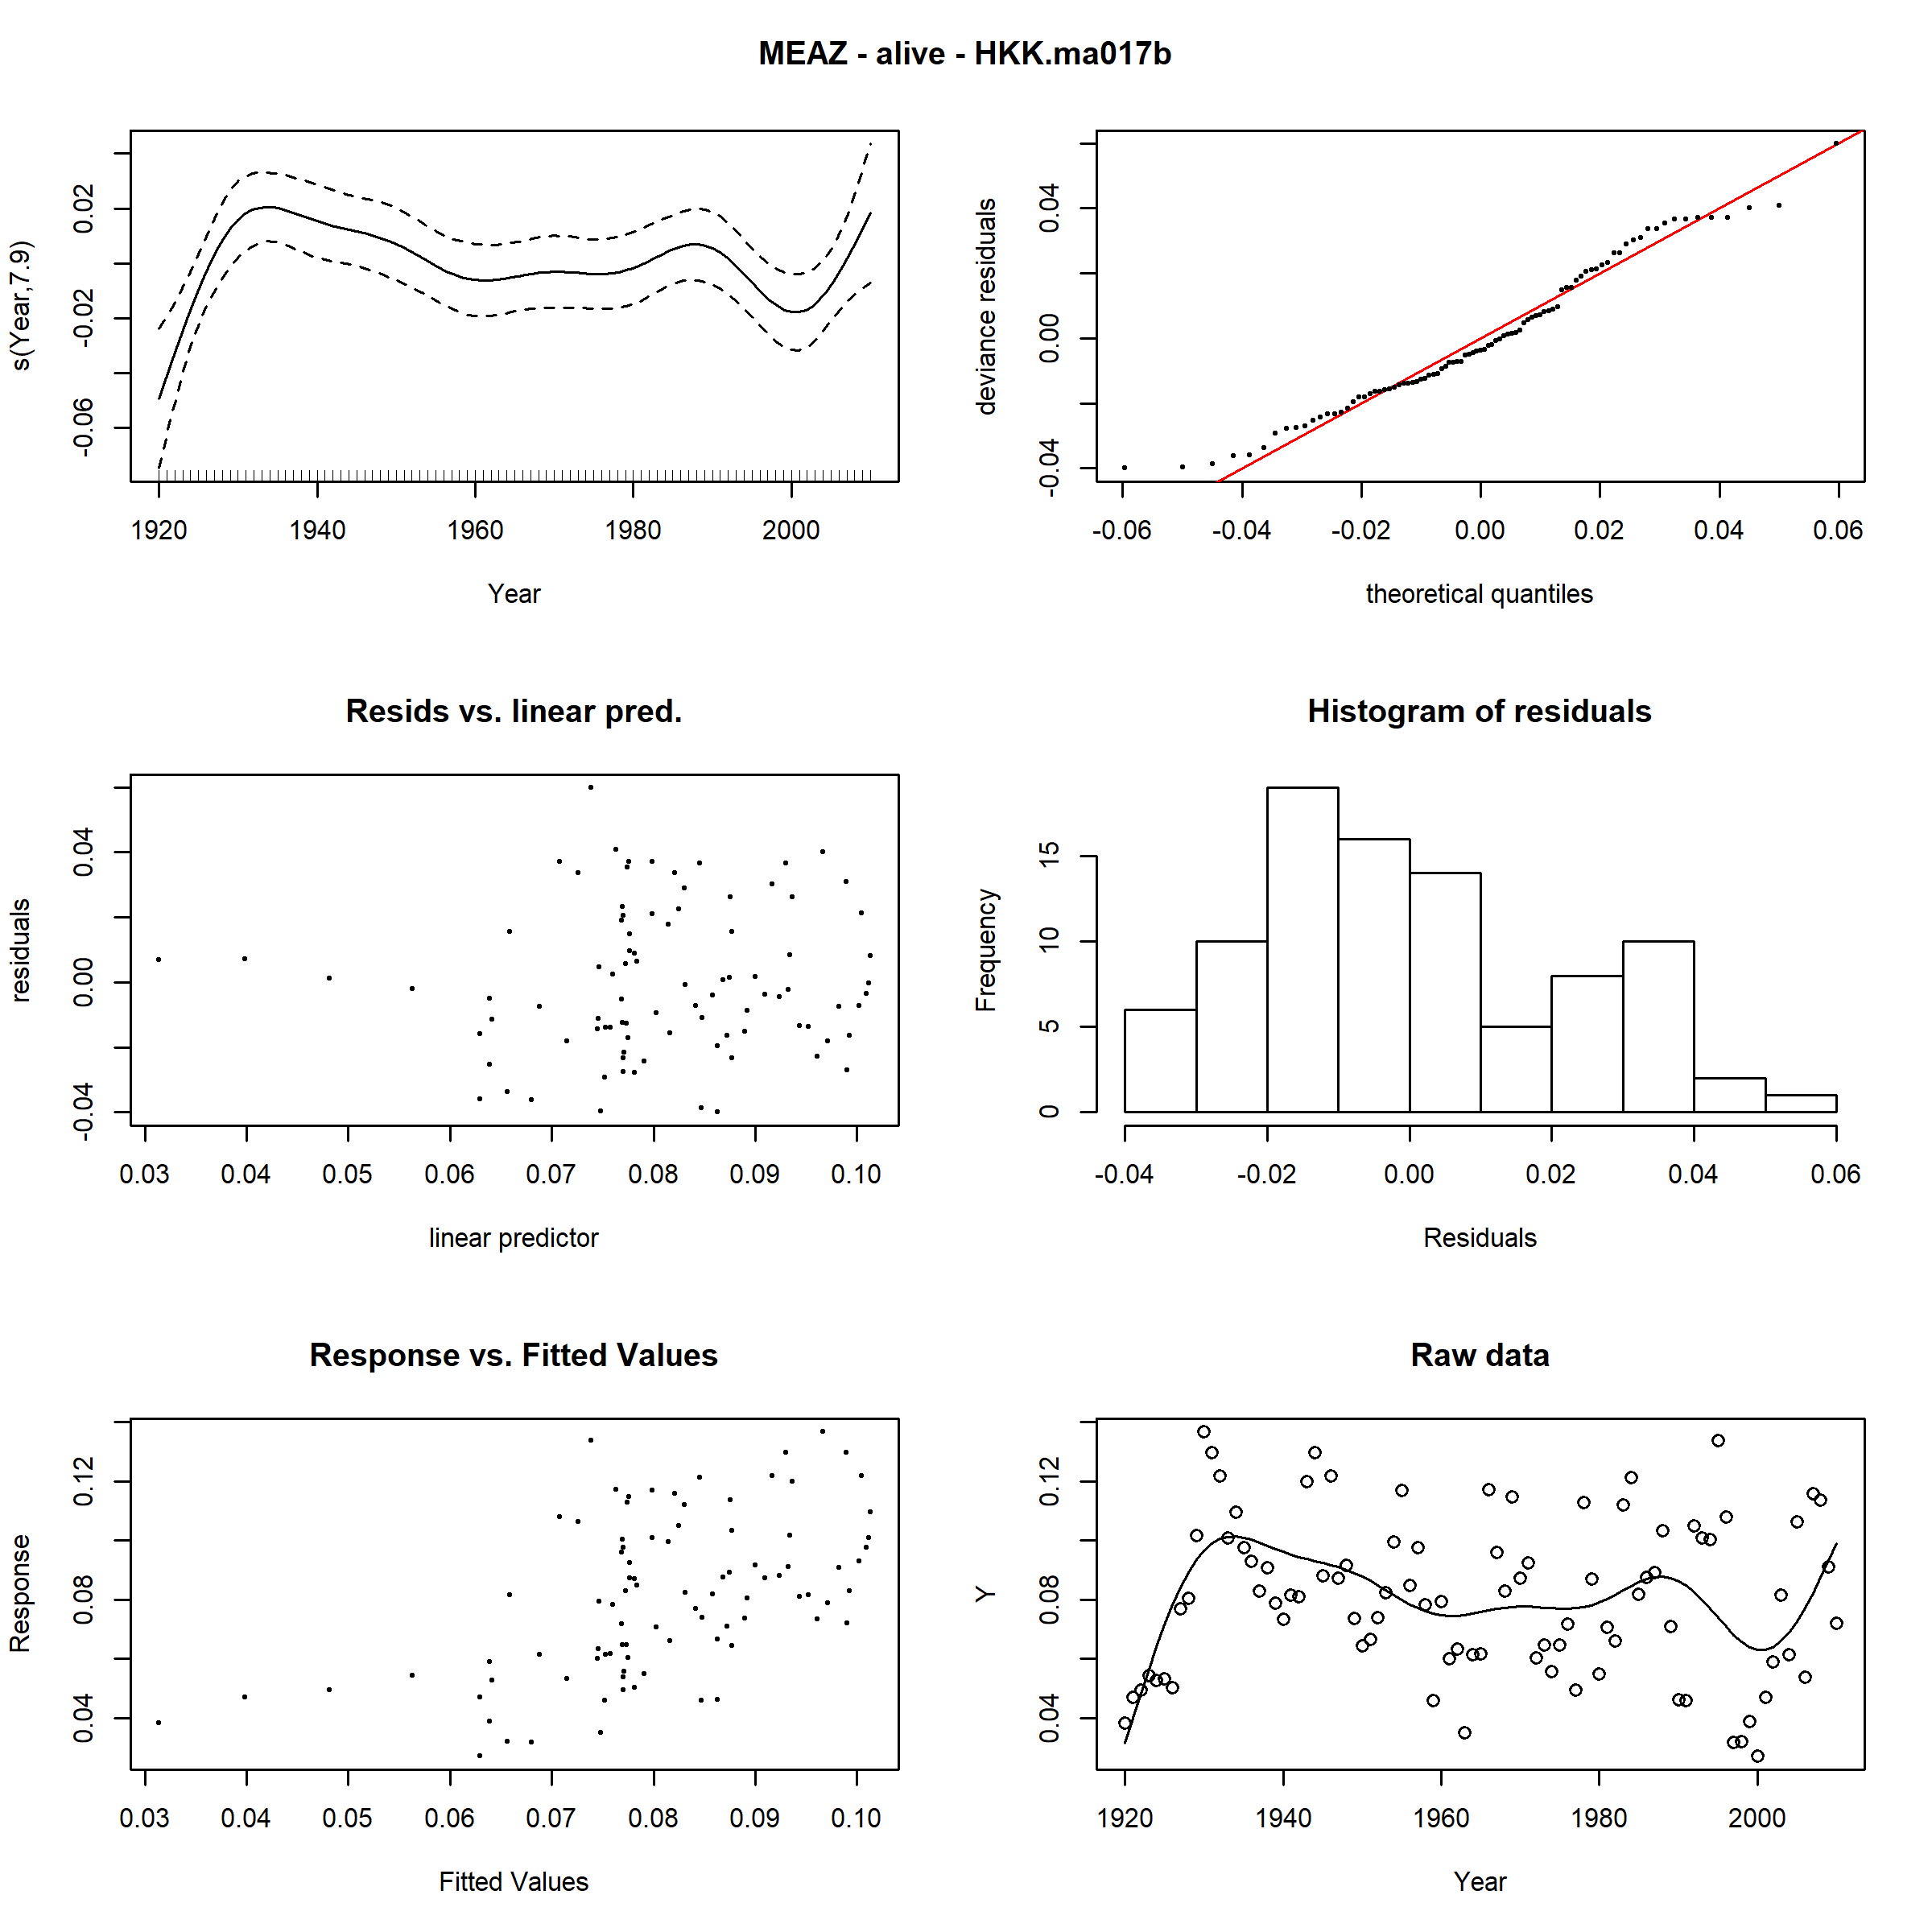 MEAZ - alive - HKK.ma017b
s(Year,7.9)
-0.06 -0.02 0.02
1920 1940 1960 1980 2000
Year
deviance residuals
-0.04 0.00 0.04
-0.06 -0.04 -0.02 0.00 0.02 0.04 0.06
theoretical quantiles
Resids vs. linear pred.
residuals
-0.04 0.00 0.04
0.03 0.04 0.05 0.06 0.07 0.08 0.09 0.10
linear predictor
Histogram of residuals
Frequency
0 5 10 15
-0.04 -0.02 0.00 0.02 0.04 0.06
Residuals
Response vs. Fitted Values
Response
0.04 0.08 0.12
0.03 0.04 0.05 0.06 0.07 0.08 0.09 0.10
Fitted Values
Raw data
Y
0.04 0.08 0.12
1920 1940 1960 1980 2000
Year